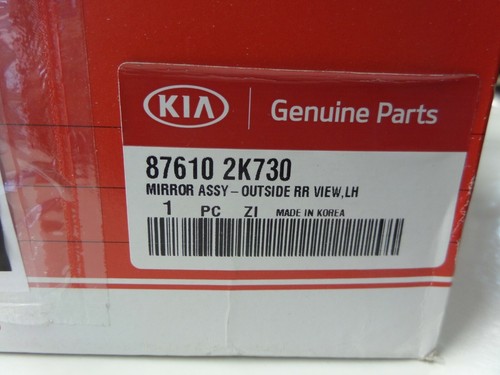 KIA Genuine Parts
87610 2K730
MIRROR ASSY-OUTSIDE RR VIEW,LH
1 PC ZI MADE IN KOREA